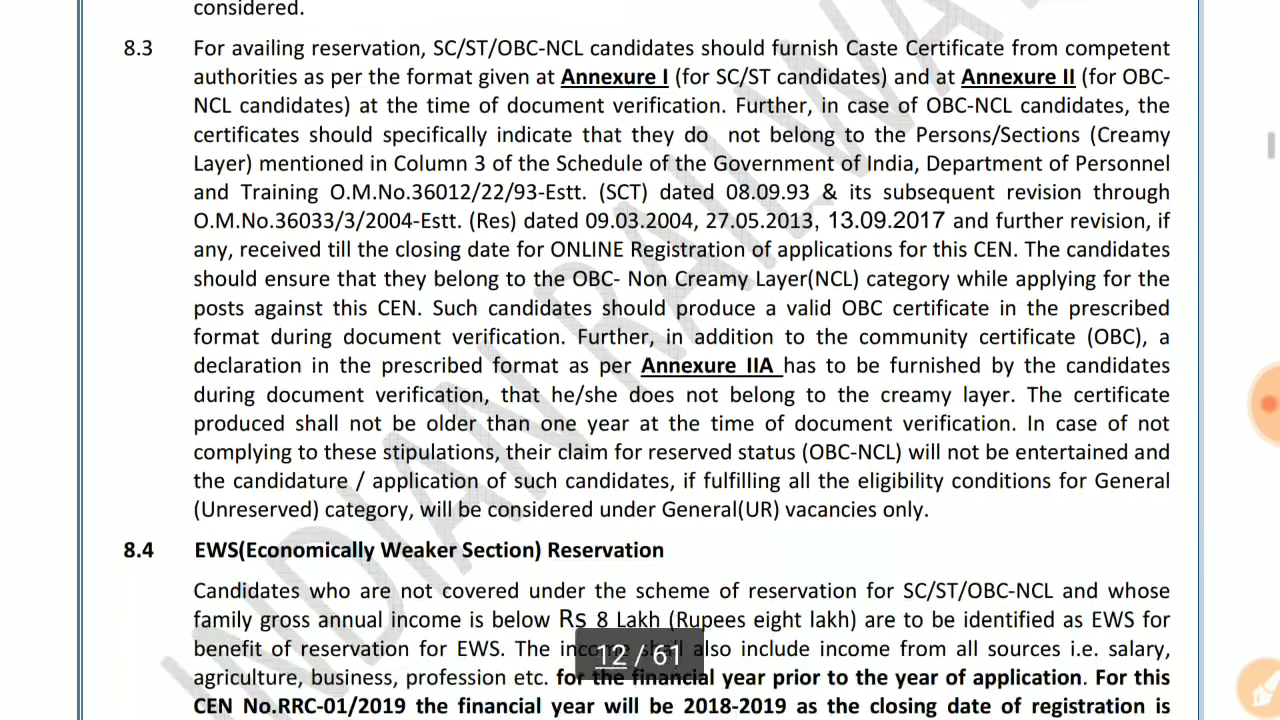 considered.
8.3 For availing reservation, SC/ST/OBC-NCL candidates should furnish Caste Certificate from competent
authorities as per the format given at Annexure I (for SC/ST candidates) and at Annexure II (for OBC-
NCL candidates) at the time of document verification. Further, in case of OBC-NCL candidates, the
certificates should specifically indicate that they do not belong to the Persons/Sections (Creamy
Layer) mentioned in Column 3 of the Schedule of the Government of India, Department of Personnel
and Training O.M.No.36012/22/93-Estt. (SCT) dated 08.09.93 & its subsequent revision through
O.M.No.36033/3/2004-Estt. (Res) dated 09.03.2004, 27.05.2013, 13.09.2017 and further revision, if
any, received till the closing date for ONLINE Registration of applications for this CEN. The candidates
should ensure that they belong to the OBC- Non Creamy Layer(NCL) category while applying for the
posts against this CEN. Such candidates should produce a valid OBC certificate in the prescribed
format during document verification. Further, in addition to the community certificate (OBC), a
declaration in the prescribed format as per Annexure IIA has to be furnished by the candidates
during document verification, that he/she does not belong to the creamy layer. The certificate
produced shall not be older than one year at the time of document verification. In case of not
complying to these stipulations, their claim for reserved status (OBC-NCL) will not be entertained and
the candidature / application of such candidates, if fulfilling all the eligibility conditions for General
(Unreserved) category, will be considered under General(UR) vacancies only.
8.4 EWS(Economically Weaker Section) Reservation
Candidates who are not covered under the scheme of reservation for SC/ST/OBC-NCL and whose
family gross annual income is below Rs 8 Lakh (Rupees eight lakh) are to be identified as EWS for
benefit of reservation for EWS. The also include income from all sources i.e. salary,
12 / 61
agriculture, business, profession etc. for the financial year prior to the year of application. For this
CEN No.RRC-01/2019 the financial year will be 2018-2019 as the closing date of registration is
INDIAN RAILWA